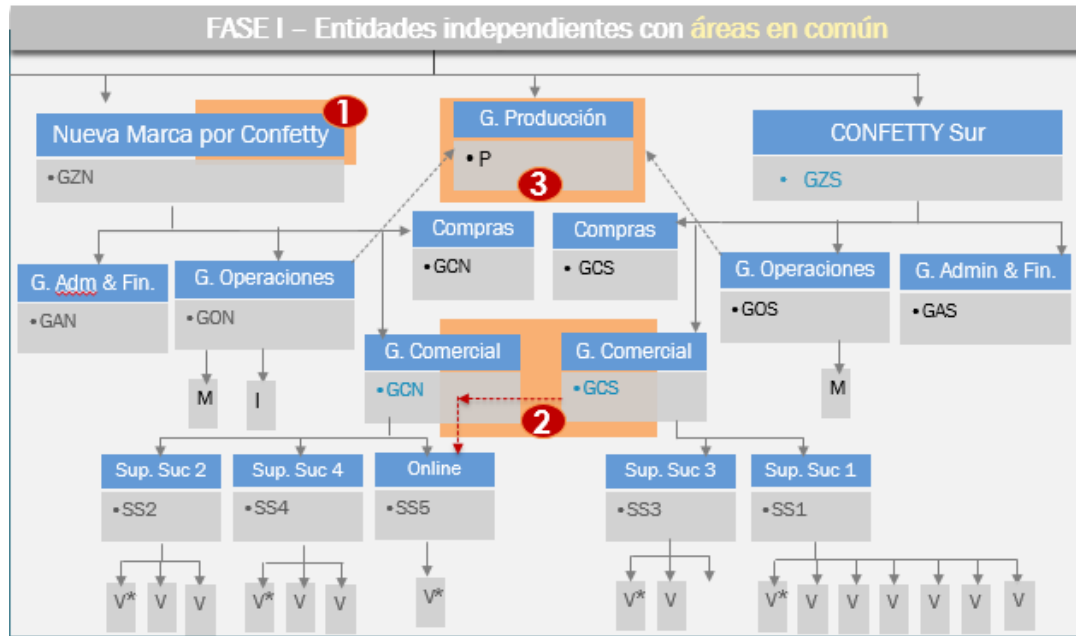 FASE I – Entidades independientes con áreas en común
1
Nueva Marca por Confetty
•GZN
G. Producción
•P
3
CONFETTY Sur
• GZS
Compras
•GCN
Compras
• GCS
G. Adm & Fin.
•GAN
G. Operaciones
•GON
G. Operaciones
•GOS
G. Admin & Fin.
•GAS
G. Comercial
•GCN
G. Comercial
•GCS
2
M
I
M
Sup. Suc 2
•SS2
Sup. Suc 4
•SS4
Online
•SS5
Sup. Suc 3
•SS3
Sup. Suc 1
•SS1
V* V V
V* V V
V*
V* V
V* V V V V V V